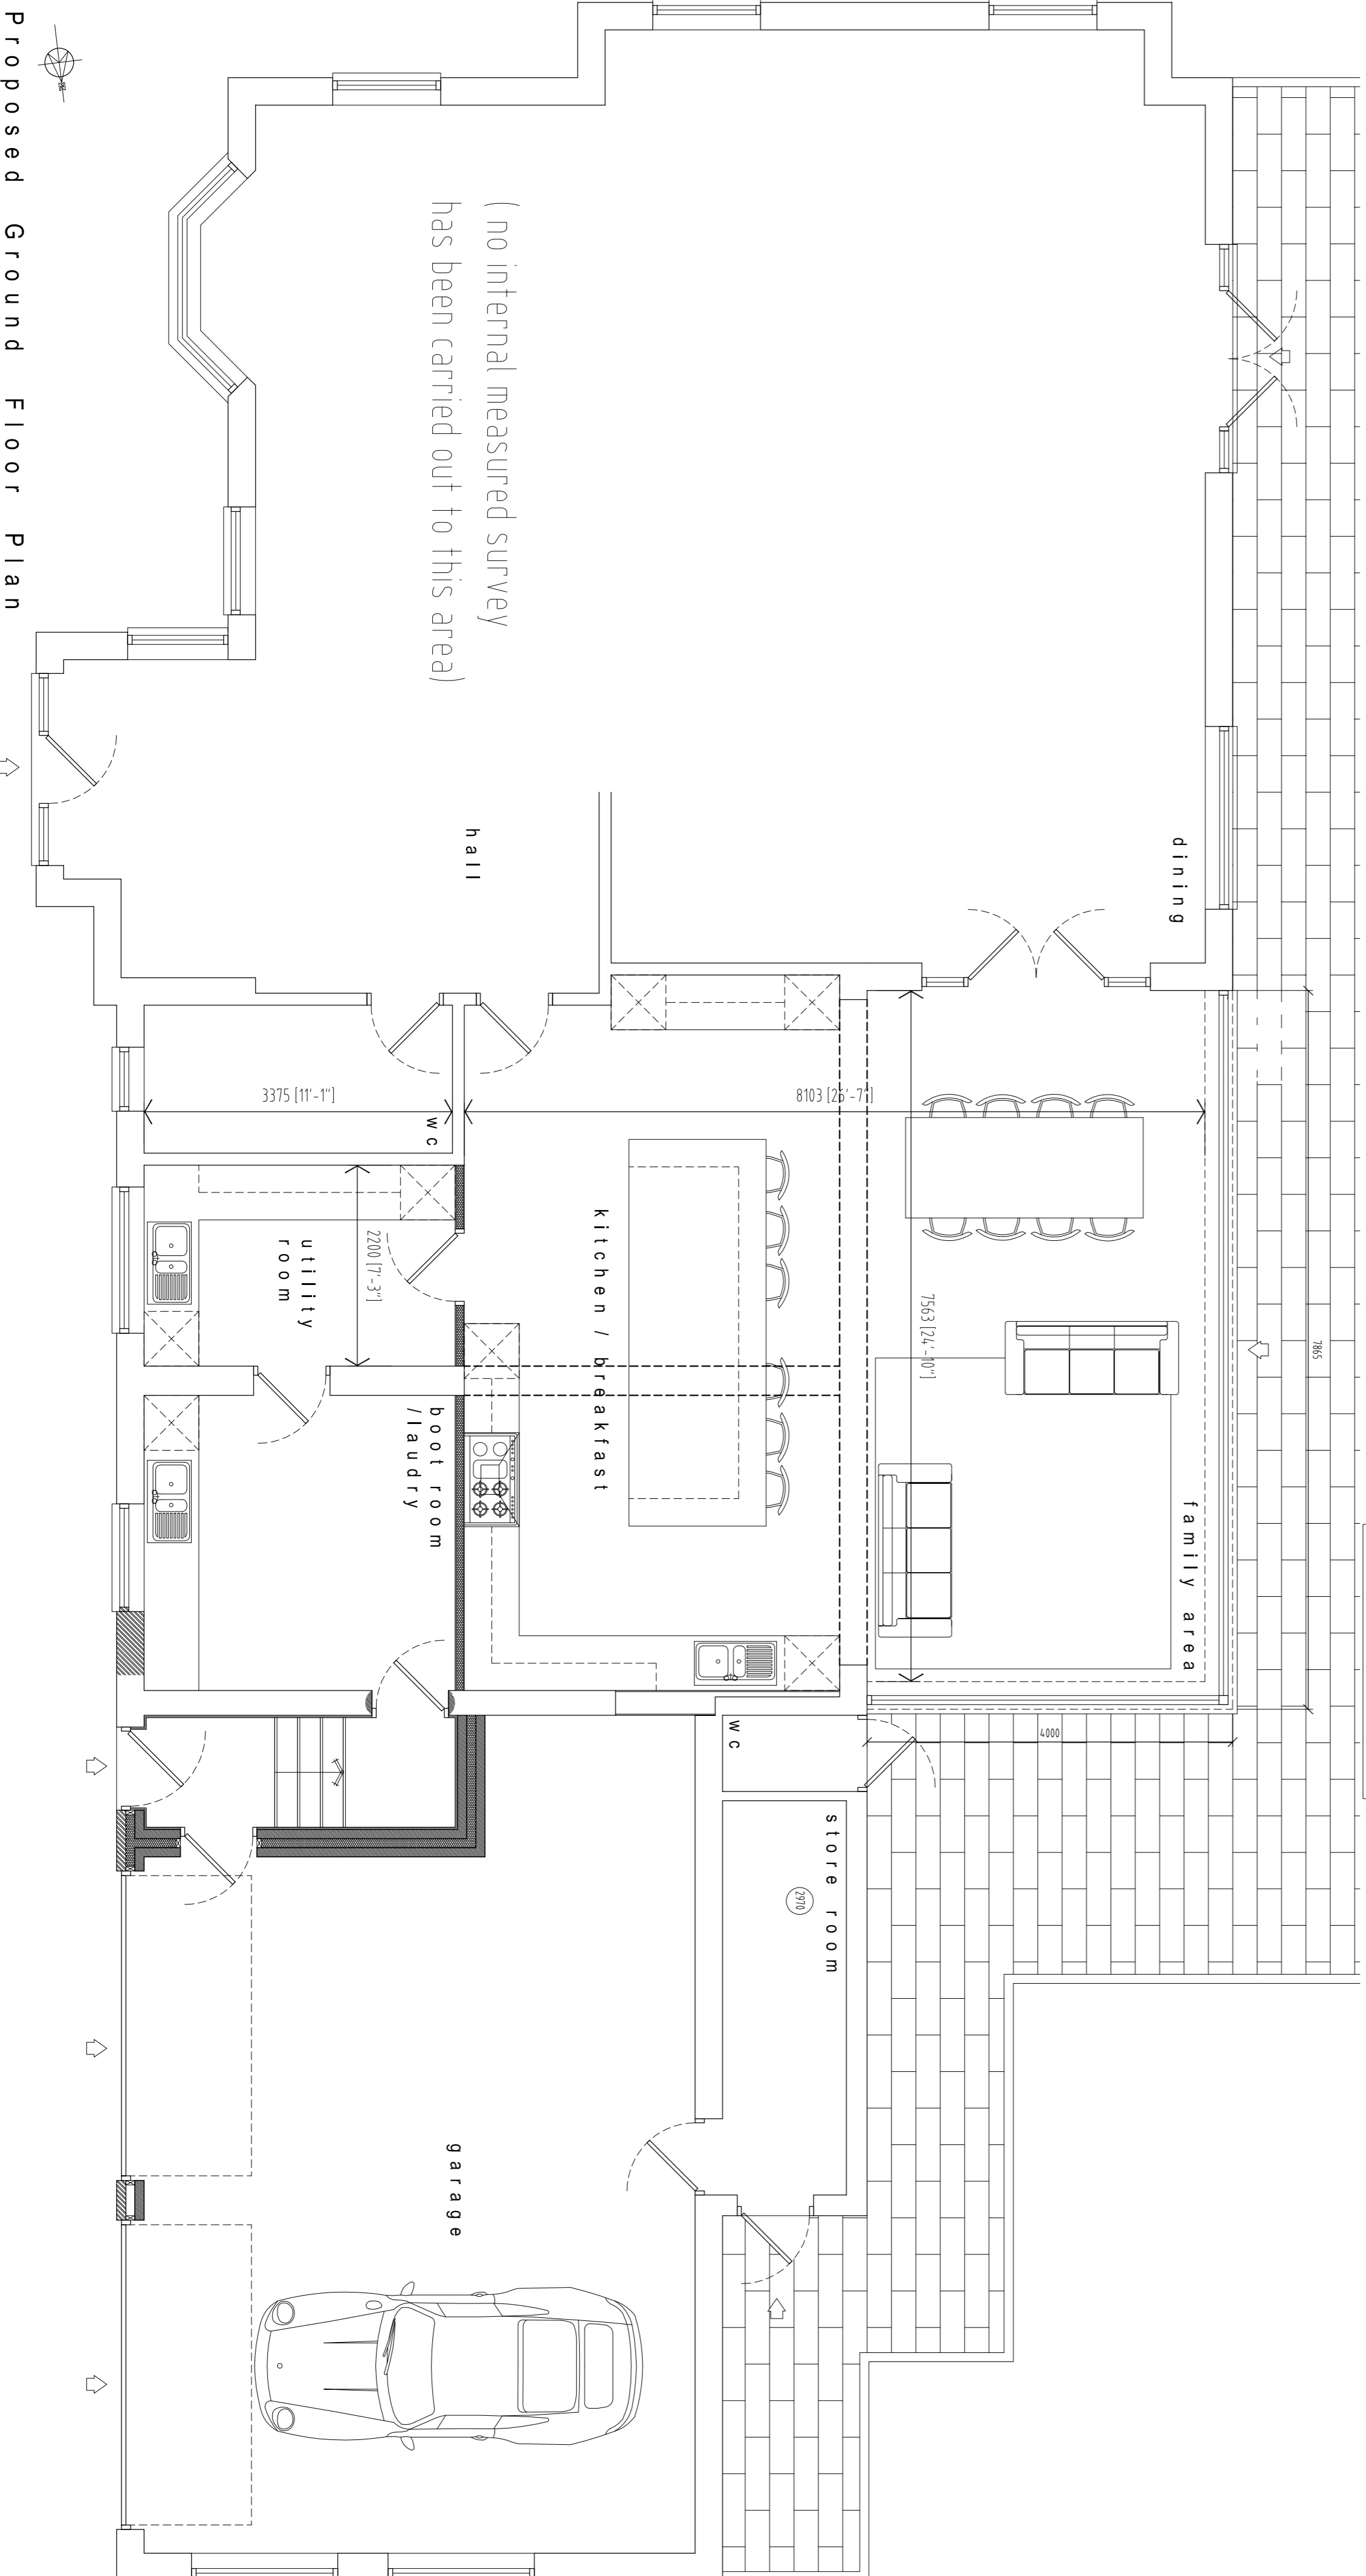 Proposed Ground Floor Plan
(no internal measured survey
has been carried out to this area)
dining
hall
3375 [11'-1"]
wc
8103 [26'-7"]
2200 [7'-3"]
utility
room
kitchen / breakfast
7563 [24'-10"]
7865
boot room
/laudry
family area
wc
4000
store room
2970
garage